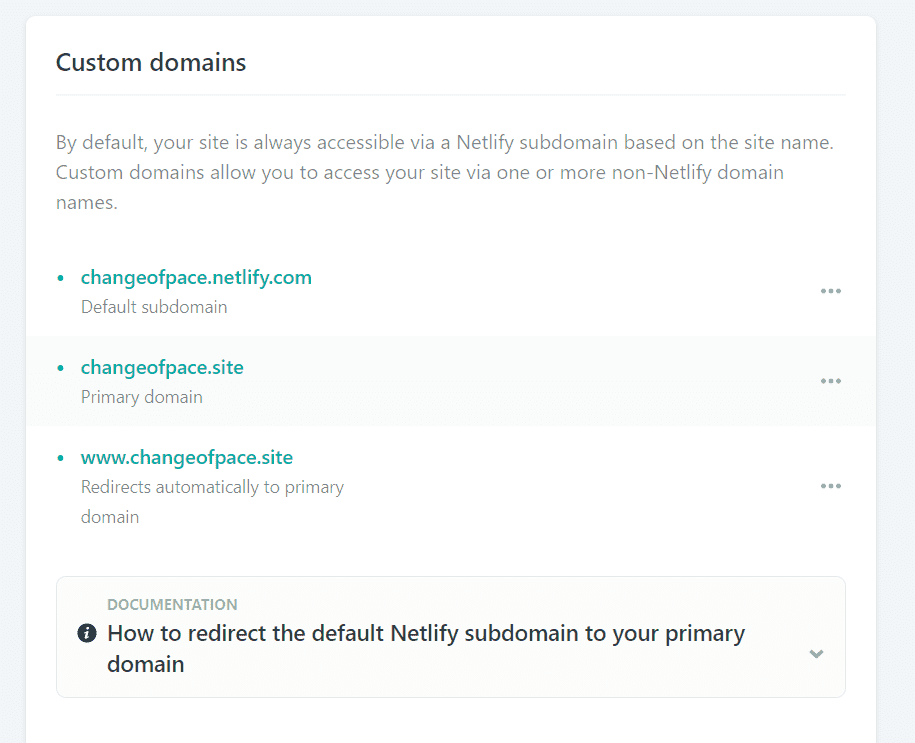 Custom domains
By default, your site is always accessible via a Netlify subdomain based on the site name.
Custom domains allow you to access your site via one or more non-Netlify domain
names.
changeofpace.netlify.com
Default subdomain
changeofpace.site
Primary domain
www.changeofpace.site
Redirects automatically to primary
domain
DOCUMENTATION
How to redirect the default Netlify subdomain to your primary
domain